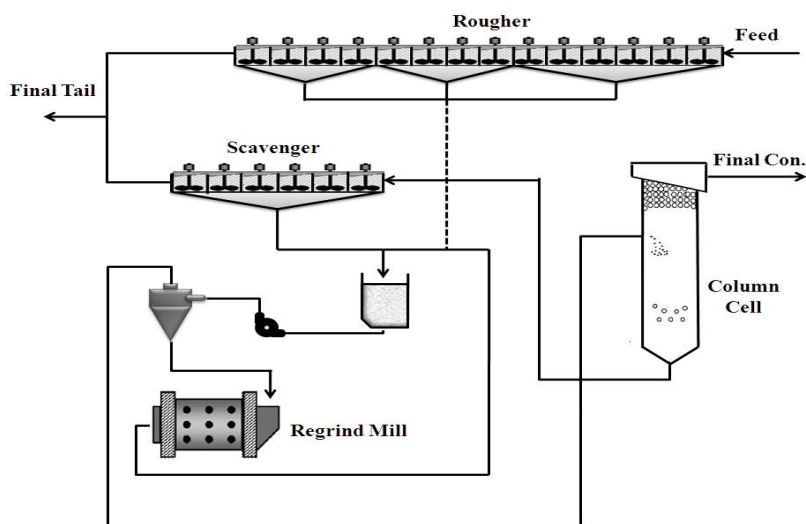 Rougher
Feed
Final Tail
Scavenger
Final Con.
Column
Cell
Regrind Mill